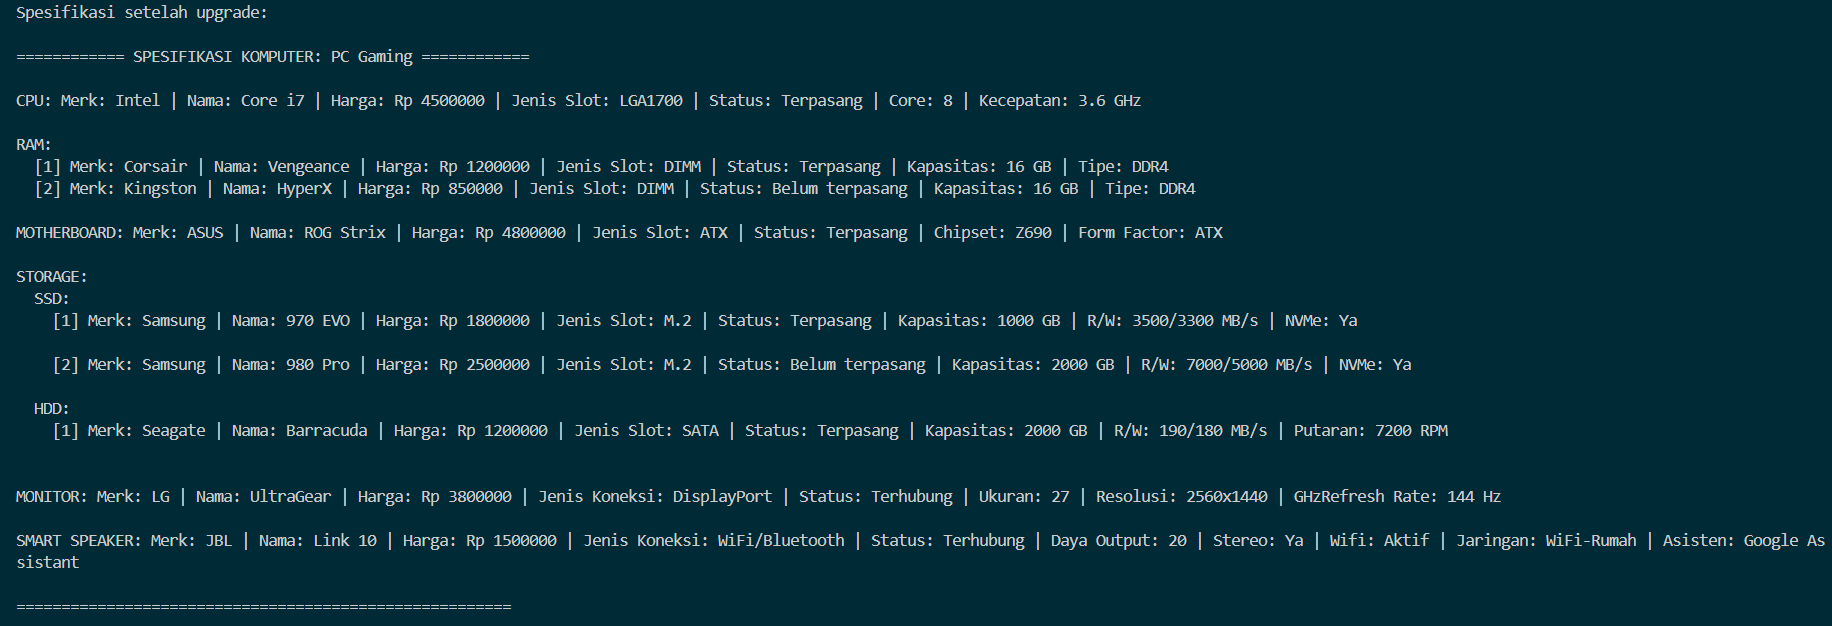 Spesifikasi setelah upgrade:
============ SPESIFIKASI KOMPUTER: PC Gaming ============
CPU: Merk: Intel | Nama: Core i7 | Harga: Rp 4500000 | Jenis Slot: LGA1700 | Status: Terpasang | Core: 8 | Kecepatan: 3.6 GHz
RAM:
[1] Merk: Corsair | Nama: Vengeance | Harga: Rp 1200000 | Jenis Slot: DIMM | Status: Terpasang | Kapasitas: 16 GB | Tipe: DDR4
[2] Merk: Kingston | Nama: HyperX | Harga: Rp 850000 | Jenis Slot: DIMM | Status: Belum terpasang | Kapasitas: 16 GB | Tipe: DDR4
MOTHERBOARD: Merk: ASUS | Nama: ROG Strix | Harga: Rp 4800000 | Jenis Slot: ATX | Status: Terpasang | Chipset: Z690 | Form Factor: ATX
STORAGE:
SSD:
[1] Merk: Samsung | Nama: 970 EVO | Harga: Rp 1800000 | Jenis Slot: M.2 | Status: Terpasang | Kapasitas: 1000 GB | R/W: 3500/3300 MB/s | NVMe: Ya
[2] Merk: Samsung | Nama: 980 Pro | Harga: Rp 2500000 | Jenis Slot: M.2 | Status: Belum terpasang | Kapasitas: 2000 GB | R/W: 7000/5000 MB/s | NVMe: Ya
HDD:
[1] Merk: Seagate | Nama: Barracuda | Harga: Rp 1200000 | Jenis Slot: SATA | Status: Terpasang | Kapasitas: 2000 GB | R/W: 190/180 MB/s | Putaran: 7200 RPM
MONITOR: Merk: LG | Nama: UltraGear | Harga: Rp 3800000 | Jenis Koneksi: DisplayPort | Status: Terhubung | Ukuran: 27 | Resolusi: 2560x1440 | GHzRefresh Rate: 144 Hz
SMART SPEAKER: Merk: JBL | Nama: Link 10 | Harga: Rp 1500000 | Jenis Koneksi: WiFi/Bluetooth | Status: Terhubung | Daya Output: 20 | Stereo: Ya | Wifi: Aktif | Jaringan: WiFi-Rumah | Asisten: Google As
sistant
=======================================================